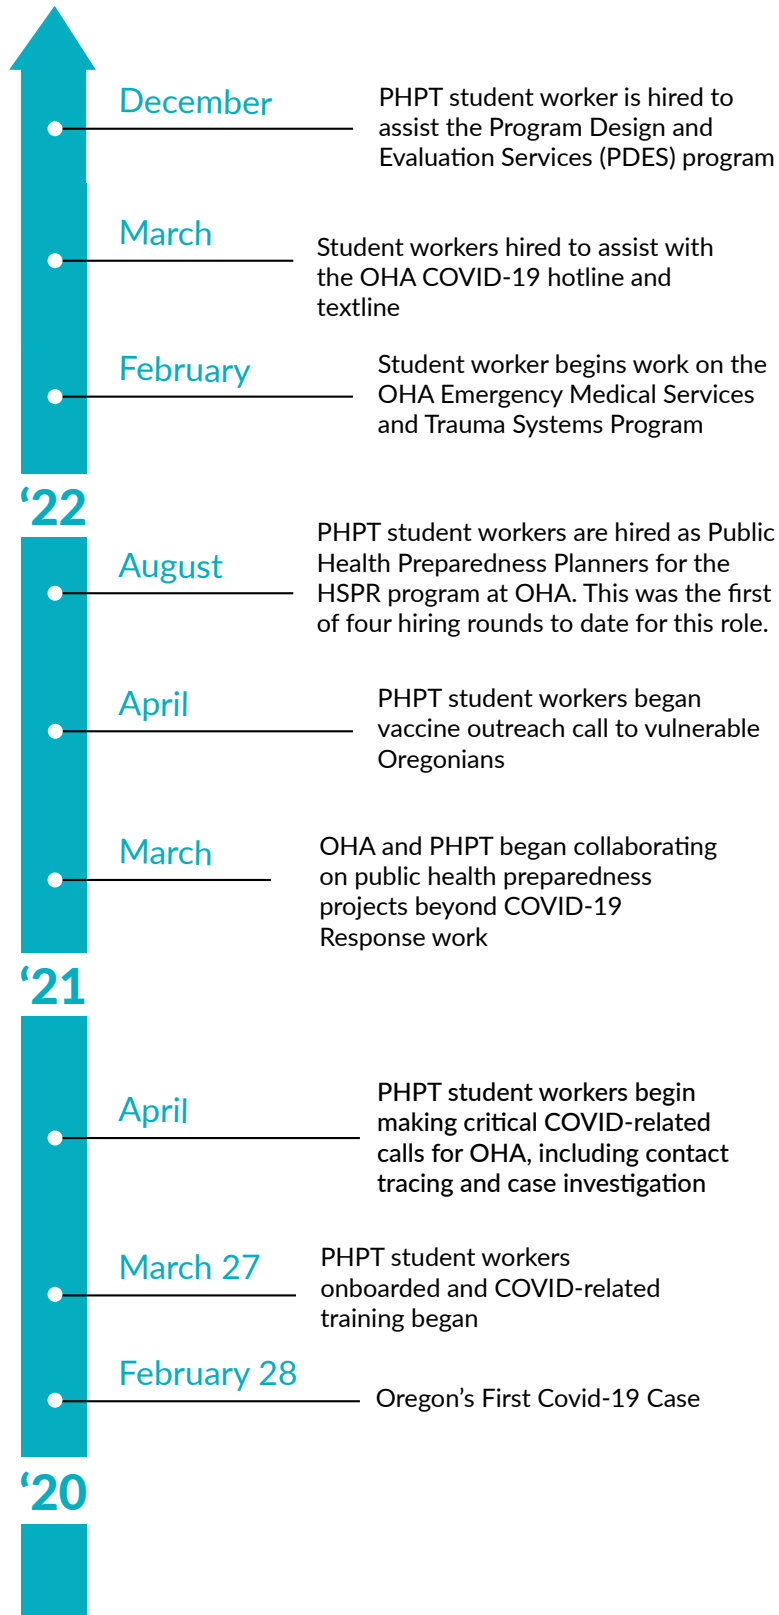 December
PHPT student worker is hired to
assist the Program Design and
Evaluation Services (PDES) program
March
Student workers hired to assist with
the OHA COVID-19 hotline and
textline
February
Student worker begins work on the
OHA Emergency Medical Services
and Trauma Systems Program
‘22
August
PHPT student workers are hired as Public
Health Preparedness Planners for the
HSPR program at OHA. This was the first
of four hiring rounds to date for this role.
April
PHPT student workers began
vaccine outreach call to vulnerable
Oregonians
March
OHA and PHPT began collaborating
on public health preparedness
projects beyond COVID-19
Response work
‘21
April
PHPT student workers begin
making critical COVID-related
calls for OHA, including contact
tracing and case investigation
March 27
PHPT student workers
onboarded and COVID-related
training began
February 28
Oregon’s First Covid-19 Case
‘20